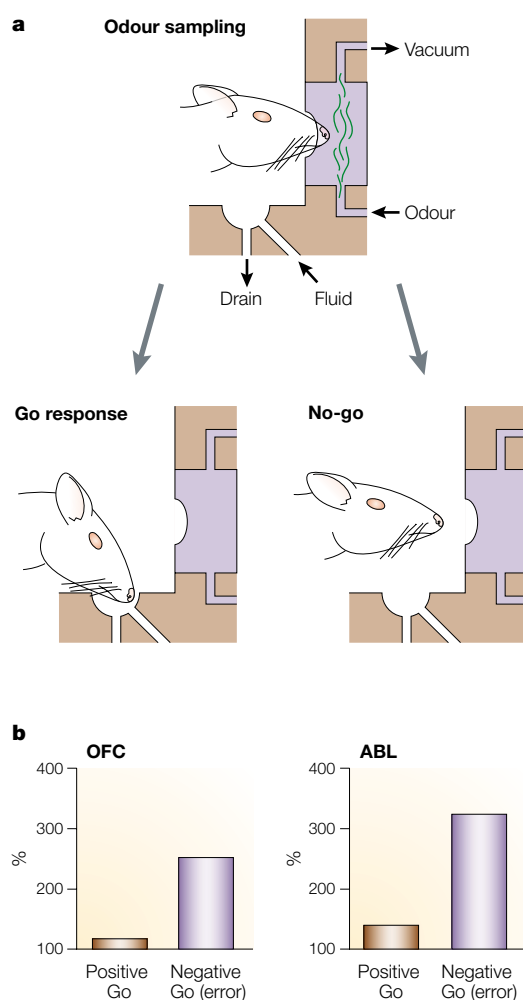 a
Odour sampling
Vacuum
Odour
Drain
Fluid
Go response
No-go
b
OFC
400
300
200
100
%
Positive
Go
Negative
Go (error)
ABL
400
300
200
100
%
Positive
Go
Negative
Go (error)